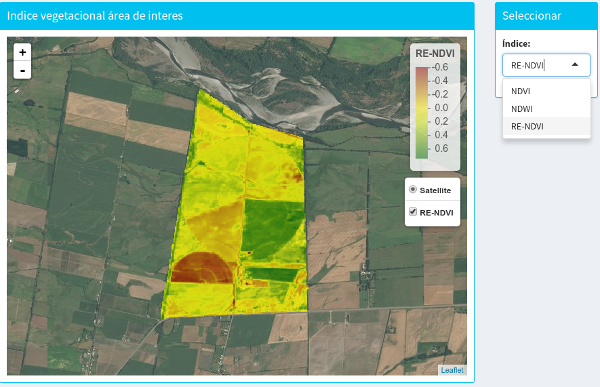 Indice vegetacional área de interes
+
-
RE-NDVI
-0.6
-0.4
-0.2
0.0
0.2
0.4
0.6
Satellite
RE-NDVI
Leaflet
Seleccionar
Índice:
RE-NDVI
NDVI
NDWI
RE-NDVI